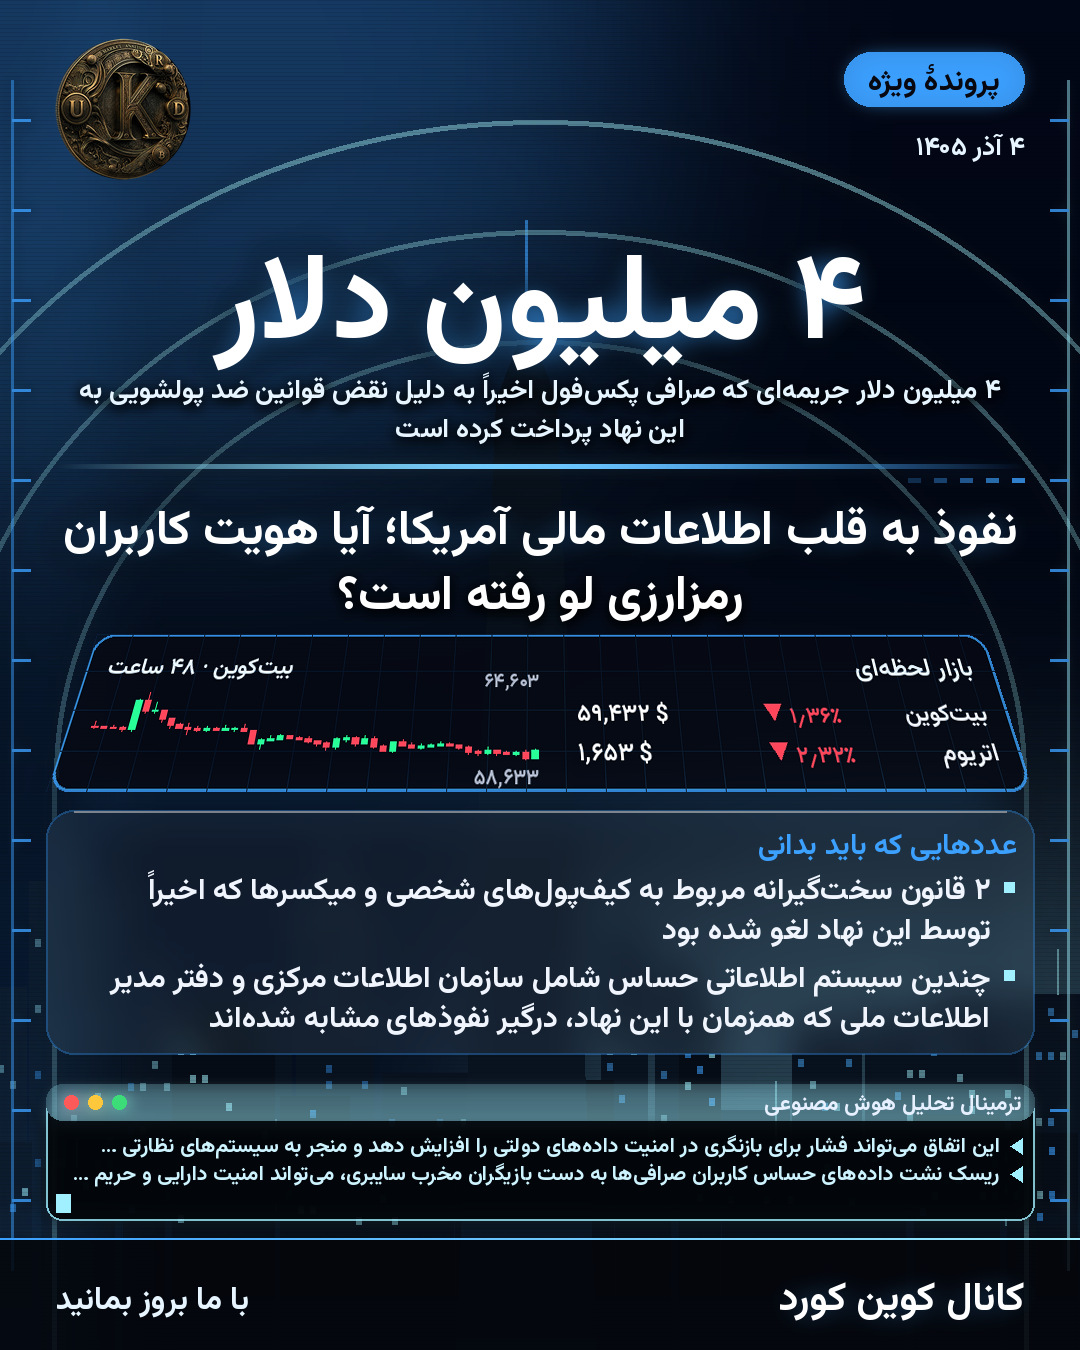 پروندهٔ ویژه
۴ آذر ۱۴۰۵
K
U
D
R
B
۴ میلیون دلار
۴ میلیون دلار جریمه‌ای که صرافی پکس‌فول اخیراً به دلیل نقض قوانین ضد پولشویی به
این نهاد پرداخت کرده است
نفوذ به قلب اطلاعات مالی آمریکا؛ آیا هویت کاربران
رمزارزی لو رفته است؟
بازار لحظه‌ای
بیت‌کوین ۱٫۳۶٪ ▼ ۵۹,۴۳۲ $
اتریوم ۲٫۳۲٪ ▼ ۱,۶۵۳ $
بیت‌کوین · ۴۸ ساعت
۶۴,۶۰۳
۵۸,۶۳۳
عددهایی که باید بدانی
۲ قانون سخت‌گیرانه مربوط به کیف‌پول‌های شخصی و میکسرها که اخیراً
توسط این نهاد لغو شده بود
چندین سیستم اطلاعاتی حساس شامل سازمان اطلاعات مرکزی و دفتر مدیر
اطلاعات ملی که همزمان با این نهاد، درگیر نفوذهای مشابه شده‌اند
ترمینال تحلیل هوش مصنوعی
این اتفاق می‌تواند فشار برای بازنگری در امنیت داده‌های دولتی را افزایش دهد و منجر به سیستم‌های نظارتی ...
ریسک نشت داده‌های حساس کاربران صرافی‌ها به دست بازیگران مخرب سایبری، می‌تواند امنیت دارایی و حریم ...
کانال کوین کورد
با ما بروز بمانید